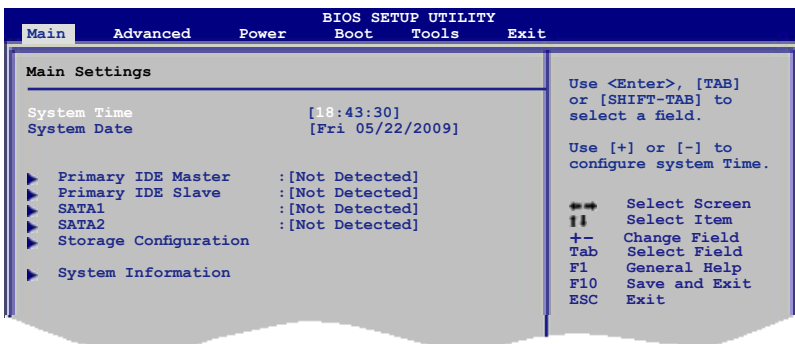 BIOS SETUP UTILITY
Main Advanced Power Boot Tools Exit
Main Settings
System Time [18:43:30]
System Date [Fri 05/22/2009]
Primary IDE Master :[Not Detected]
Primary IDE Slave :[Not Detected]
SATA1 :[Not Detected]
SATA2 :[Not Detected]
Storage Configuration
System Information
Use <Enter>, [TAB]
or [SHIFT-TAB] to
select a field.
Use [+] or [-] to
configure system Time.
←→ Select Screen
↑↓ Select Item
+- Change Field
Tab Select Field
F1 General Help
F10 Save and Exit
ESC Exit